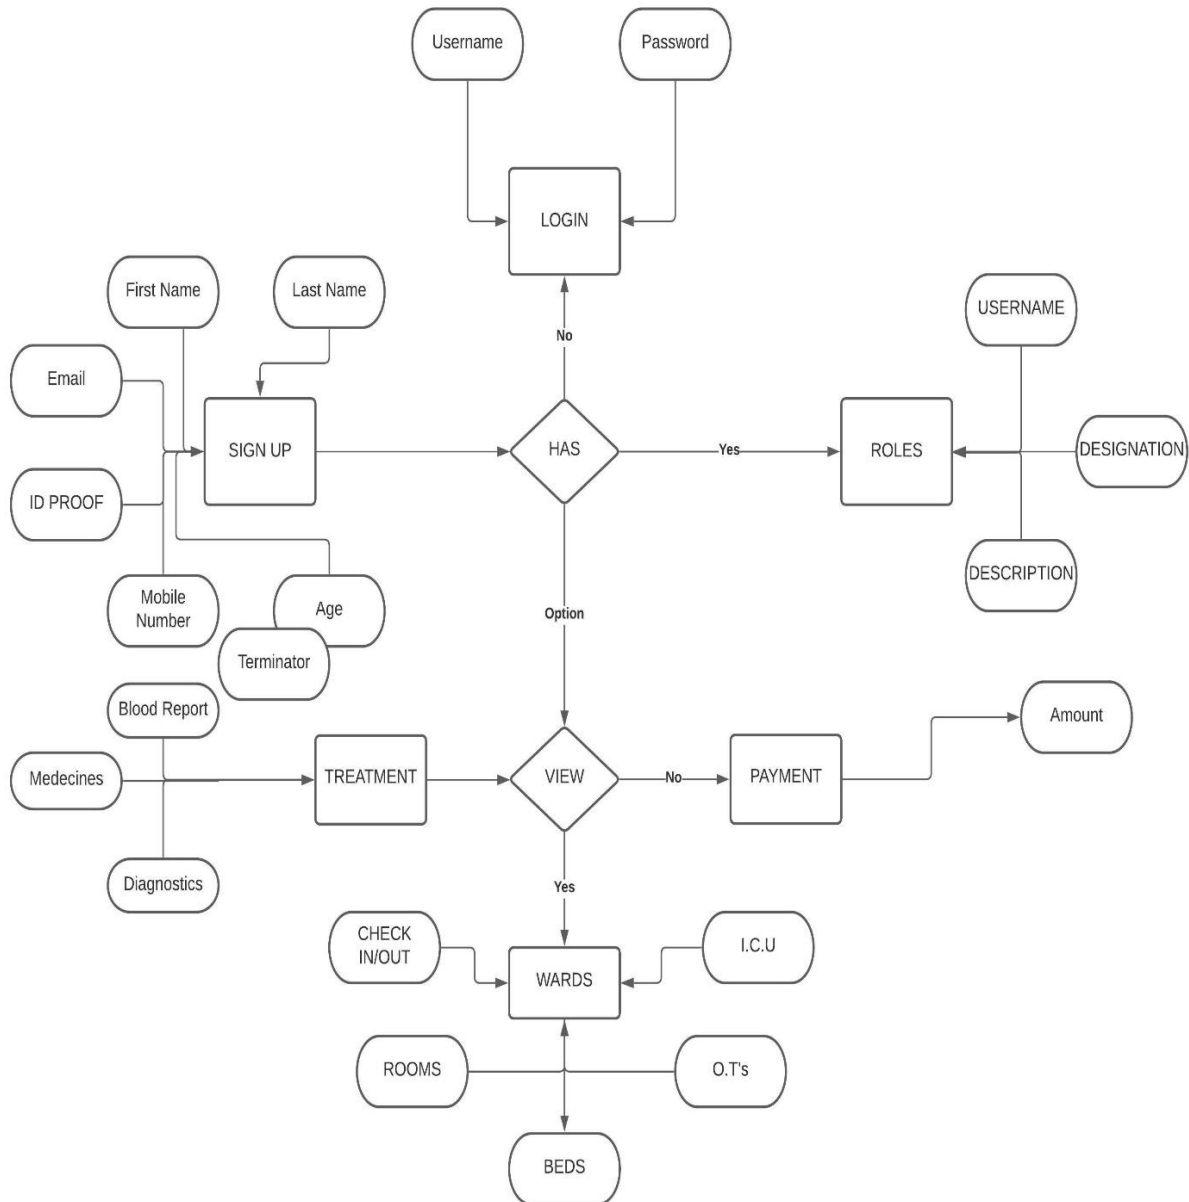 Username
Password
LOGIN
First Name
Last Name
No
USERNAME
Email
SIGN UP
HAS
Yes
ROLES
DESIGNATION
ID PROOF
DESCRIPTION
Mobile
Number
Age
Option
Terminator
Blood Report
Amount
Medecines
TREATMENT
VIEW
No
PAYMENT
Diagnostics
Yes
CHECK
IN/OUT
I.C.U
WARDS
ROOMS
O.T's
BEDS